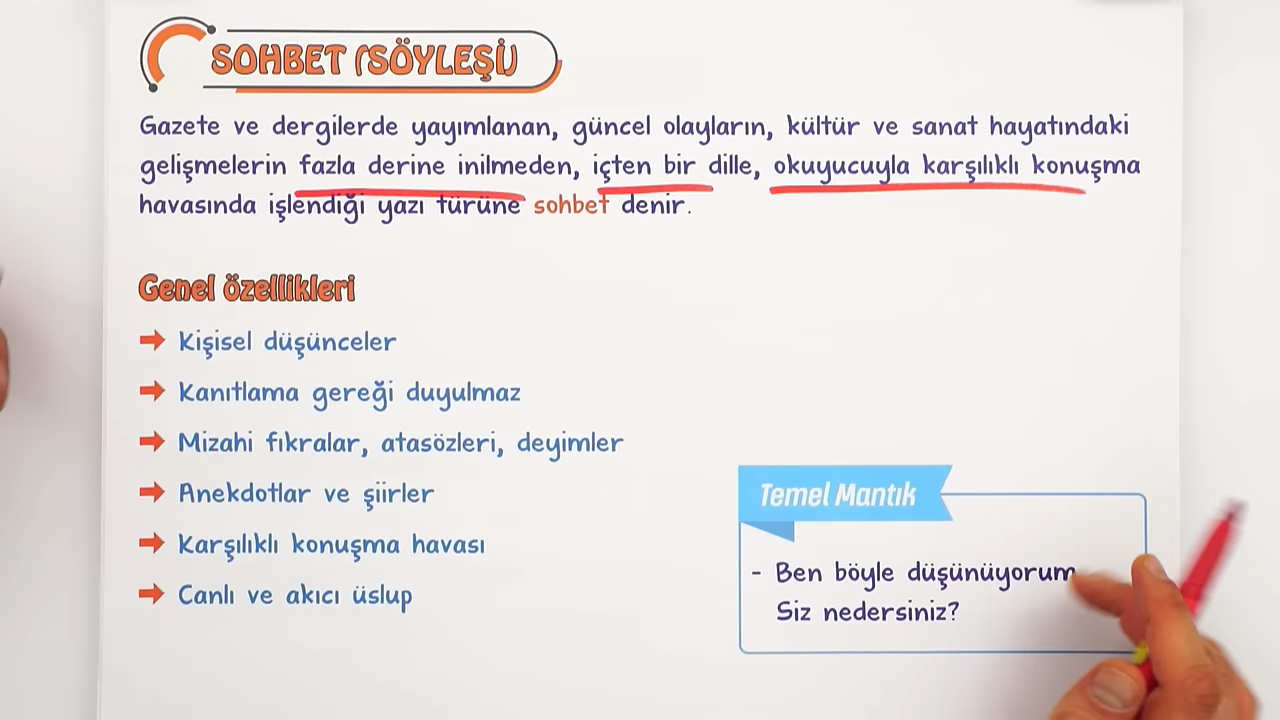 SOHBET (SÖYLEŞİ)
Gazete ve dergilerde yayımlanan, güncel olayların, kültür ve sanat hayatındaki
gelişmelerin fazla derine inilmeden, içten bir dille, okuyucuyla karşılıklı konuşma
havasında işlendiği yazı türüne sohbet denir.
Genel özellikleri
Kişisel düşünceler
Kanıtlama gereği duyulmaz
Mizahi fıkralar, atasözleri, deyimler
Anekdotlar ve şiirler
Karşılıklı konuşma havası
Canlı ve akıcı üslup
Temel Mantık
- Ben böyle düşünüyorum
Siz nedersiniz?